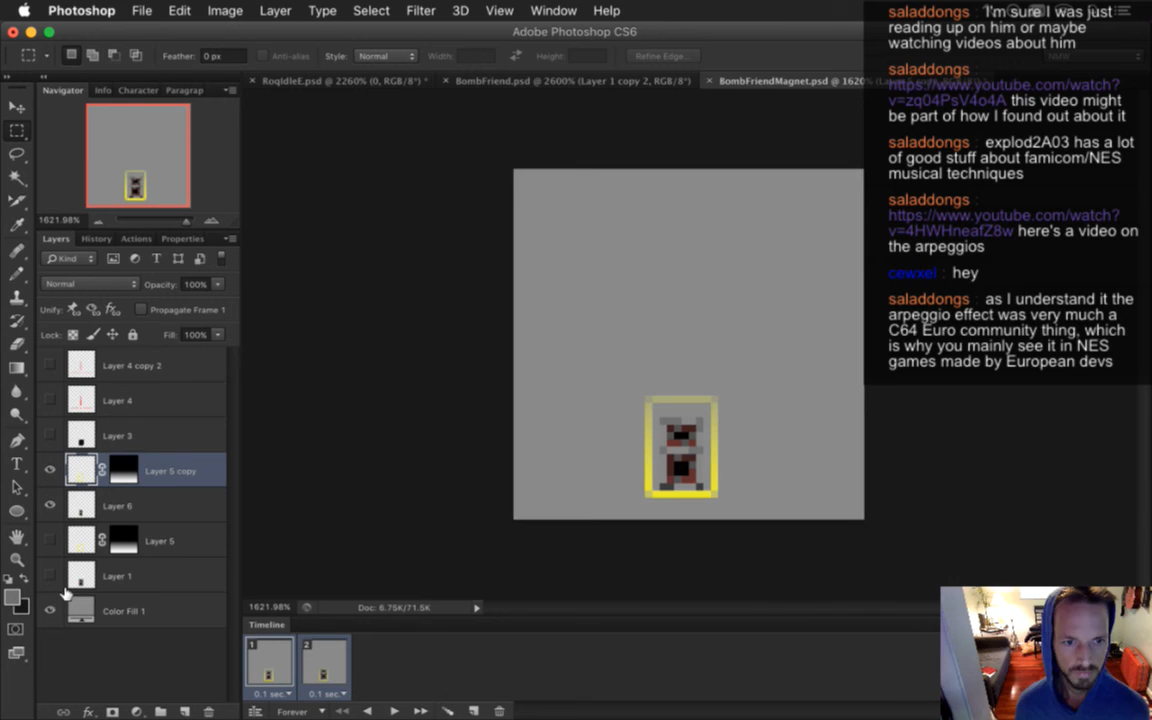 Photoshop File Edit Image Layer Type Select Filter 3D View Window Help
Adobe Photoshop CS6
Feather: 0 px Anti-alias Style: Normal Width: Height: Refine Edge...
RoqIdleE.psd @ 2260% (0, RGB/8*) * BombFriend.psd @ 2600% (Layer 1 copy 2, RGB/8*) BombFriendMagnet.psd @ 1620%
Navigator Info Character Paragraph
1621.98%
Layers History Actions Properties
Kind
Normal Opacity: 100%
Unify: Propagate Frame 1
Lock: Fill: 100%
Layer 4 copy 2
Layer 4
Layer 3
Layer 5 copy
Layer 6
Layer 5
Layer 1
Color Fill 1
1621.98% Doc: 6.75K/71.5K
Timeline
1 2
0.1 sec. 0.1 sec.
Forever
saladdongs : I'm sure I was just
reading up on him or maybe
watching videos about him
saladdongs :
https://www.youtube.com/watch?
v=zq04PsV4o4A this video might
be part of how I found out about it
saladdongs : explod2A03 has a lot
of good stuff about famicom/NES
musical techniques
saladdongs :
https://www.youtube.com/watch?
v=4HWHneafZ8w here's a video on
the arpeggios
cewxel : hey
saladdongs : as I understand it the
arpeggio effect was very much a
C64 Euro community thing, which
is why you mainly see it in NES
games made by European devs